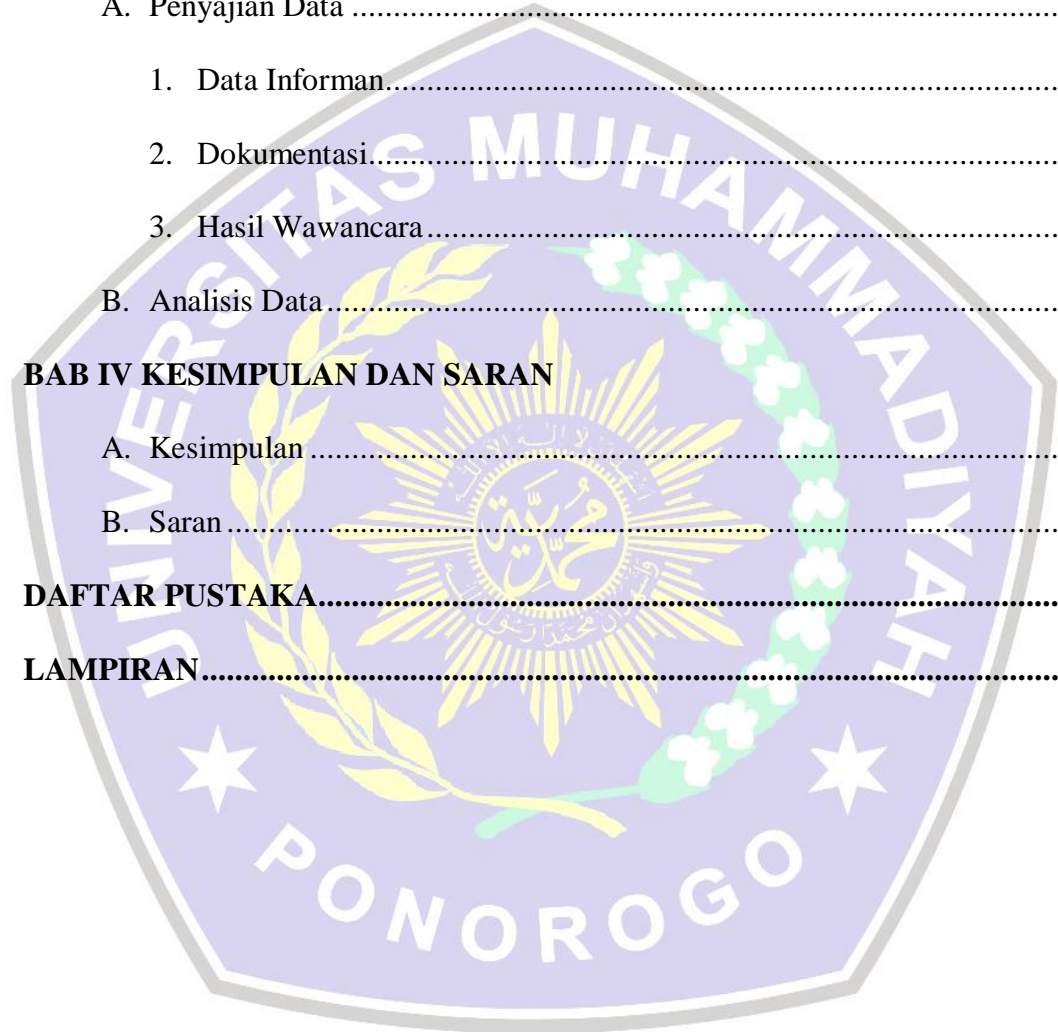 A. Penyajian Data ..........................................................................................
1. Data Informan.....................................................................................
2. Dokumentasi.......................................................................................
3. Hasil Wawancara................................................................................
B. Analisis Data.............................................................................................
BAB IV KESIMPULAN DAN SARAN
A. Kesimpulan ...............................................................................................
B. Saran..........................................................................................................
DAFTAR PUSTAKA..........................................................................................
LAMPIRAN.........................................................................................................
UNIVERSITAS MUHAMMADIYAH
PONOROGO
محمدية